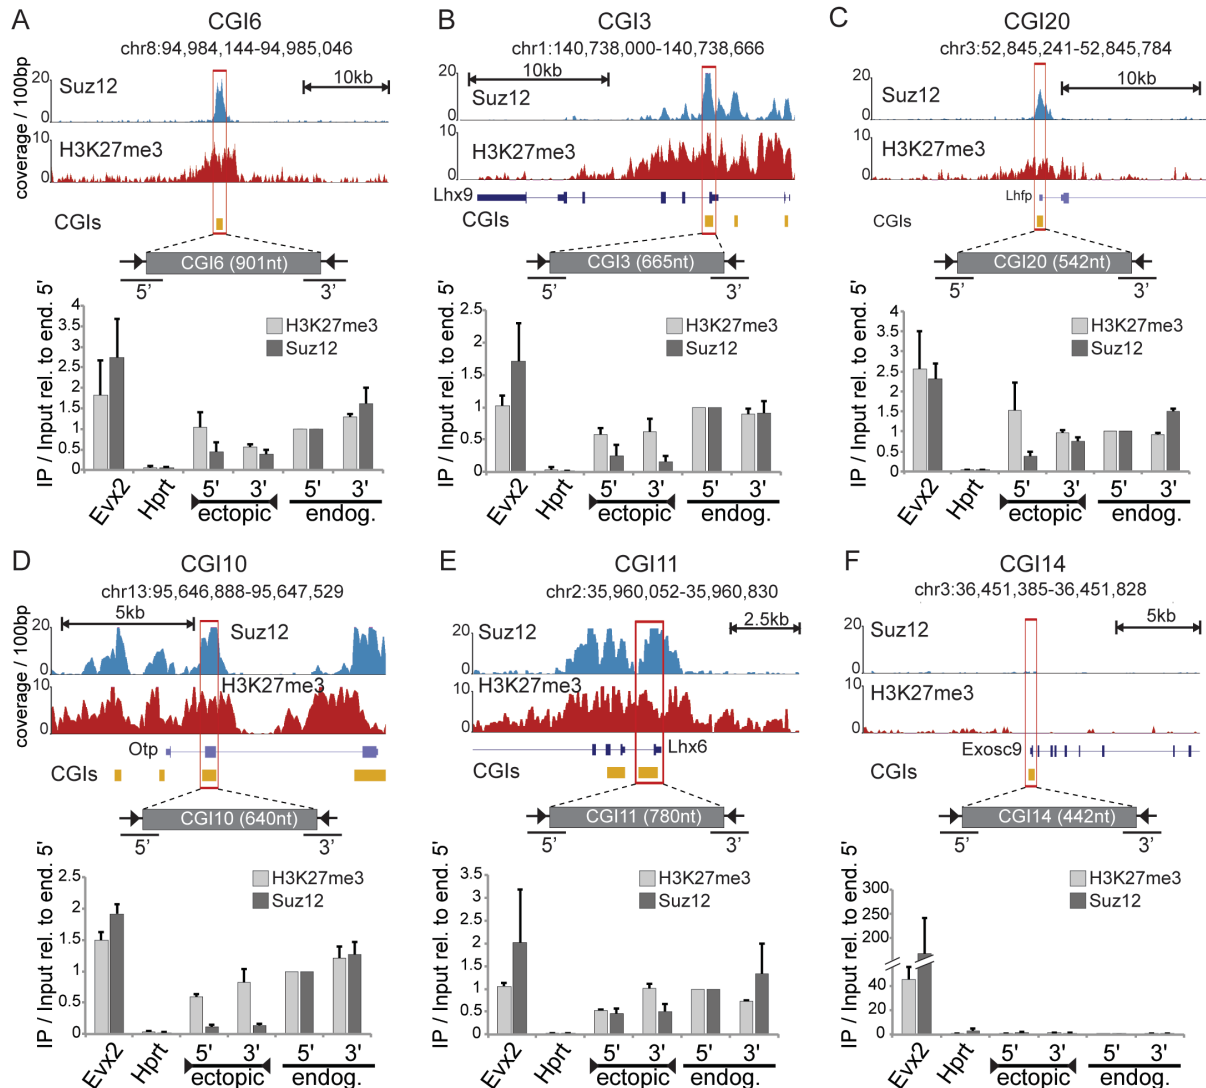 A
CGI6
chr8:94,984,144-94,985,046
coverage / 100bp
20
0
Suz12
10kb
10
0
H3K27me3
CGIs
CGI6 (901nt)
5’
3’
IP / Input rel. to end. 5'
4
3.5
3
2.5
2
1.5
1
0.5
0
H3K27me3
Suz12
Evx2
Hprt
5'
3'
5'
3'
ectopic
endog.
B
CGI3
chr1:140,738,000-140,738,666
20
0
10kb
Suz12
10
0
H3K27me3
Lhx9
CGIs
CGI3 (665nt)
5’
3’
2.5
2
1.5
1
0.5
0
H3K27me3
Suz12
Evx2
Hprt
5'
3'
5'
3'
ectopic
endog.
C
CGI20
chr3:52,845,241-52,845,784
20
0
Suz12
10kb
10
0
H3K27me3
Lhfp
CGIs
CGI20 (542nt)
5’
3’
IP / Input rel. to end. 5'
4
3.5
3
2.5
2
1.5
1
0.5
0
H3K27me3
Suz12
Evx2
Hprt
5'
3'
5'
3'
ectopic
endog.
D
CGI10
chr13:95,646,888-95,647,529
coverage / 100bp
20
0
5kb
Suz12
10
0
H3K27me3
Otp
CGIs
CGI10 (640nt)
5’
3’
IP / Input rel. to end. 5'
2.5
2
1.5
1
0.5
0
H3K27me3
Suz12
Evx2
Hprt
5'
3'
5'
3'
ectopic
endog.
E
CGI11
chr2:35,960,052-35,960,830
20
0
Suz12
2.5kb
10
0
H3K27me3
Lhx6
CGIs
CGI11 (780nt)
5’
3’
IP / Input rel. to end. 5'
3.5
3
2.5
2
1.5
1
0.5
0
H3K27me3
Suz12
Evx2
Hprt
5'
3'
5'
3'
ectopic
endog.
F
CGI14
chr3:36,451,385-36,451,828
20
0
Suz12
5kb
10
0
H3K27me3
Exosc9
CGIs
CGI14 (442nt)
5’
3’
IP / Input rel. to end. 5'
300
250
200
40
20
0
H3K27me3
Suz12
Evx2
Hprt
5'
3'
5'
3'
ectopic
endog.